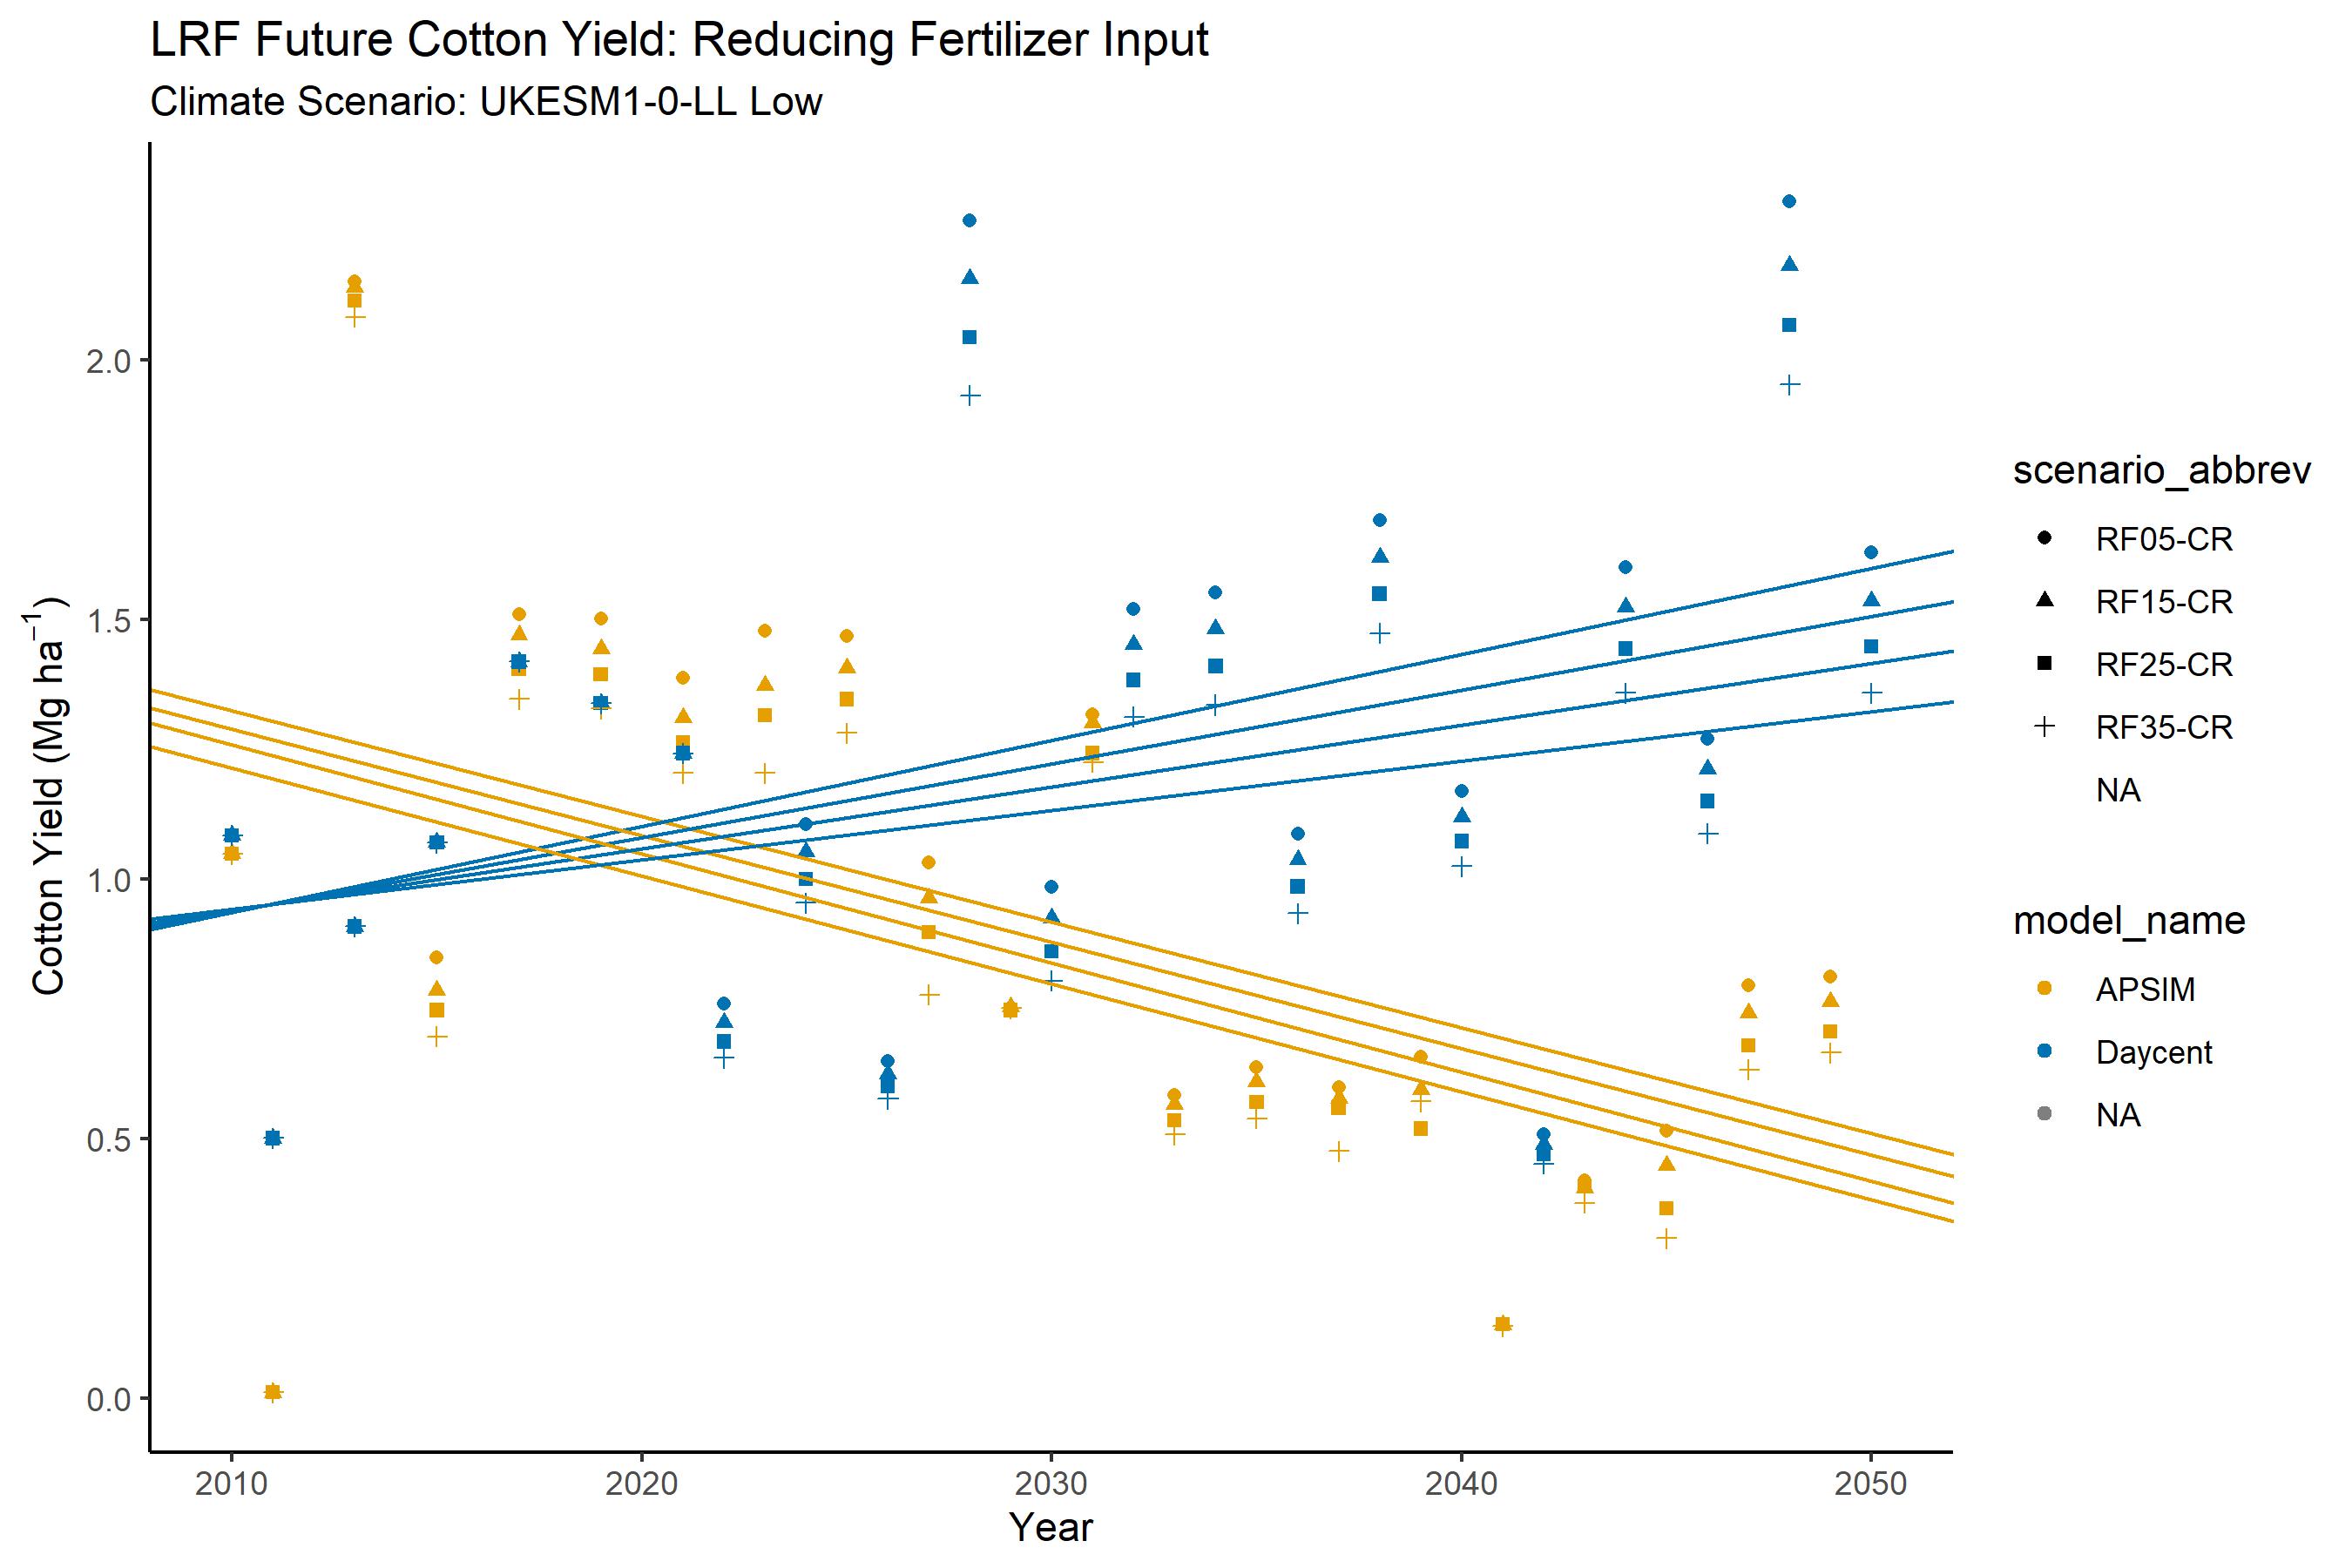 LRF Future Cotton Yield: Reducing Fertilizer Input
Climate Scenario: UKESM1-0-LL Low
Cotton Yield (Mg ha⁻¹)
2.0
1.5
1.0
0.5
0.0
2010 2020 2030 2040 2050
Year
scenario_abbrev
RF05-CR
RF15-CR
RF25-CR
RF35-CR
NA
model_name
APSIM
Daycent
NA